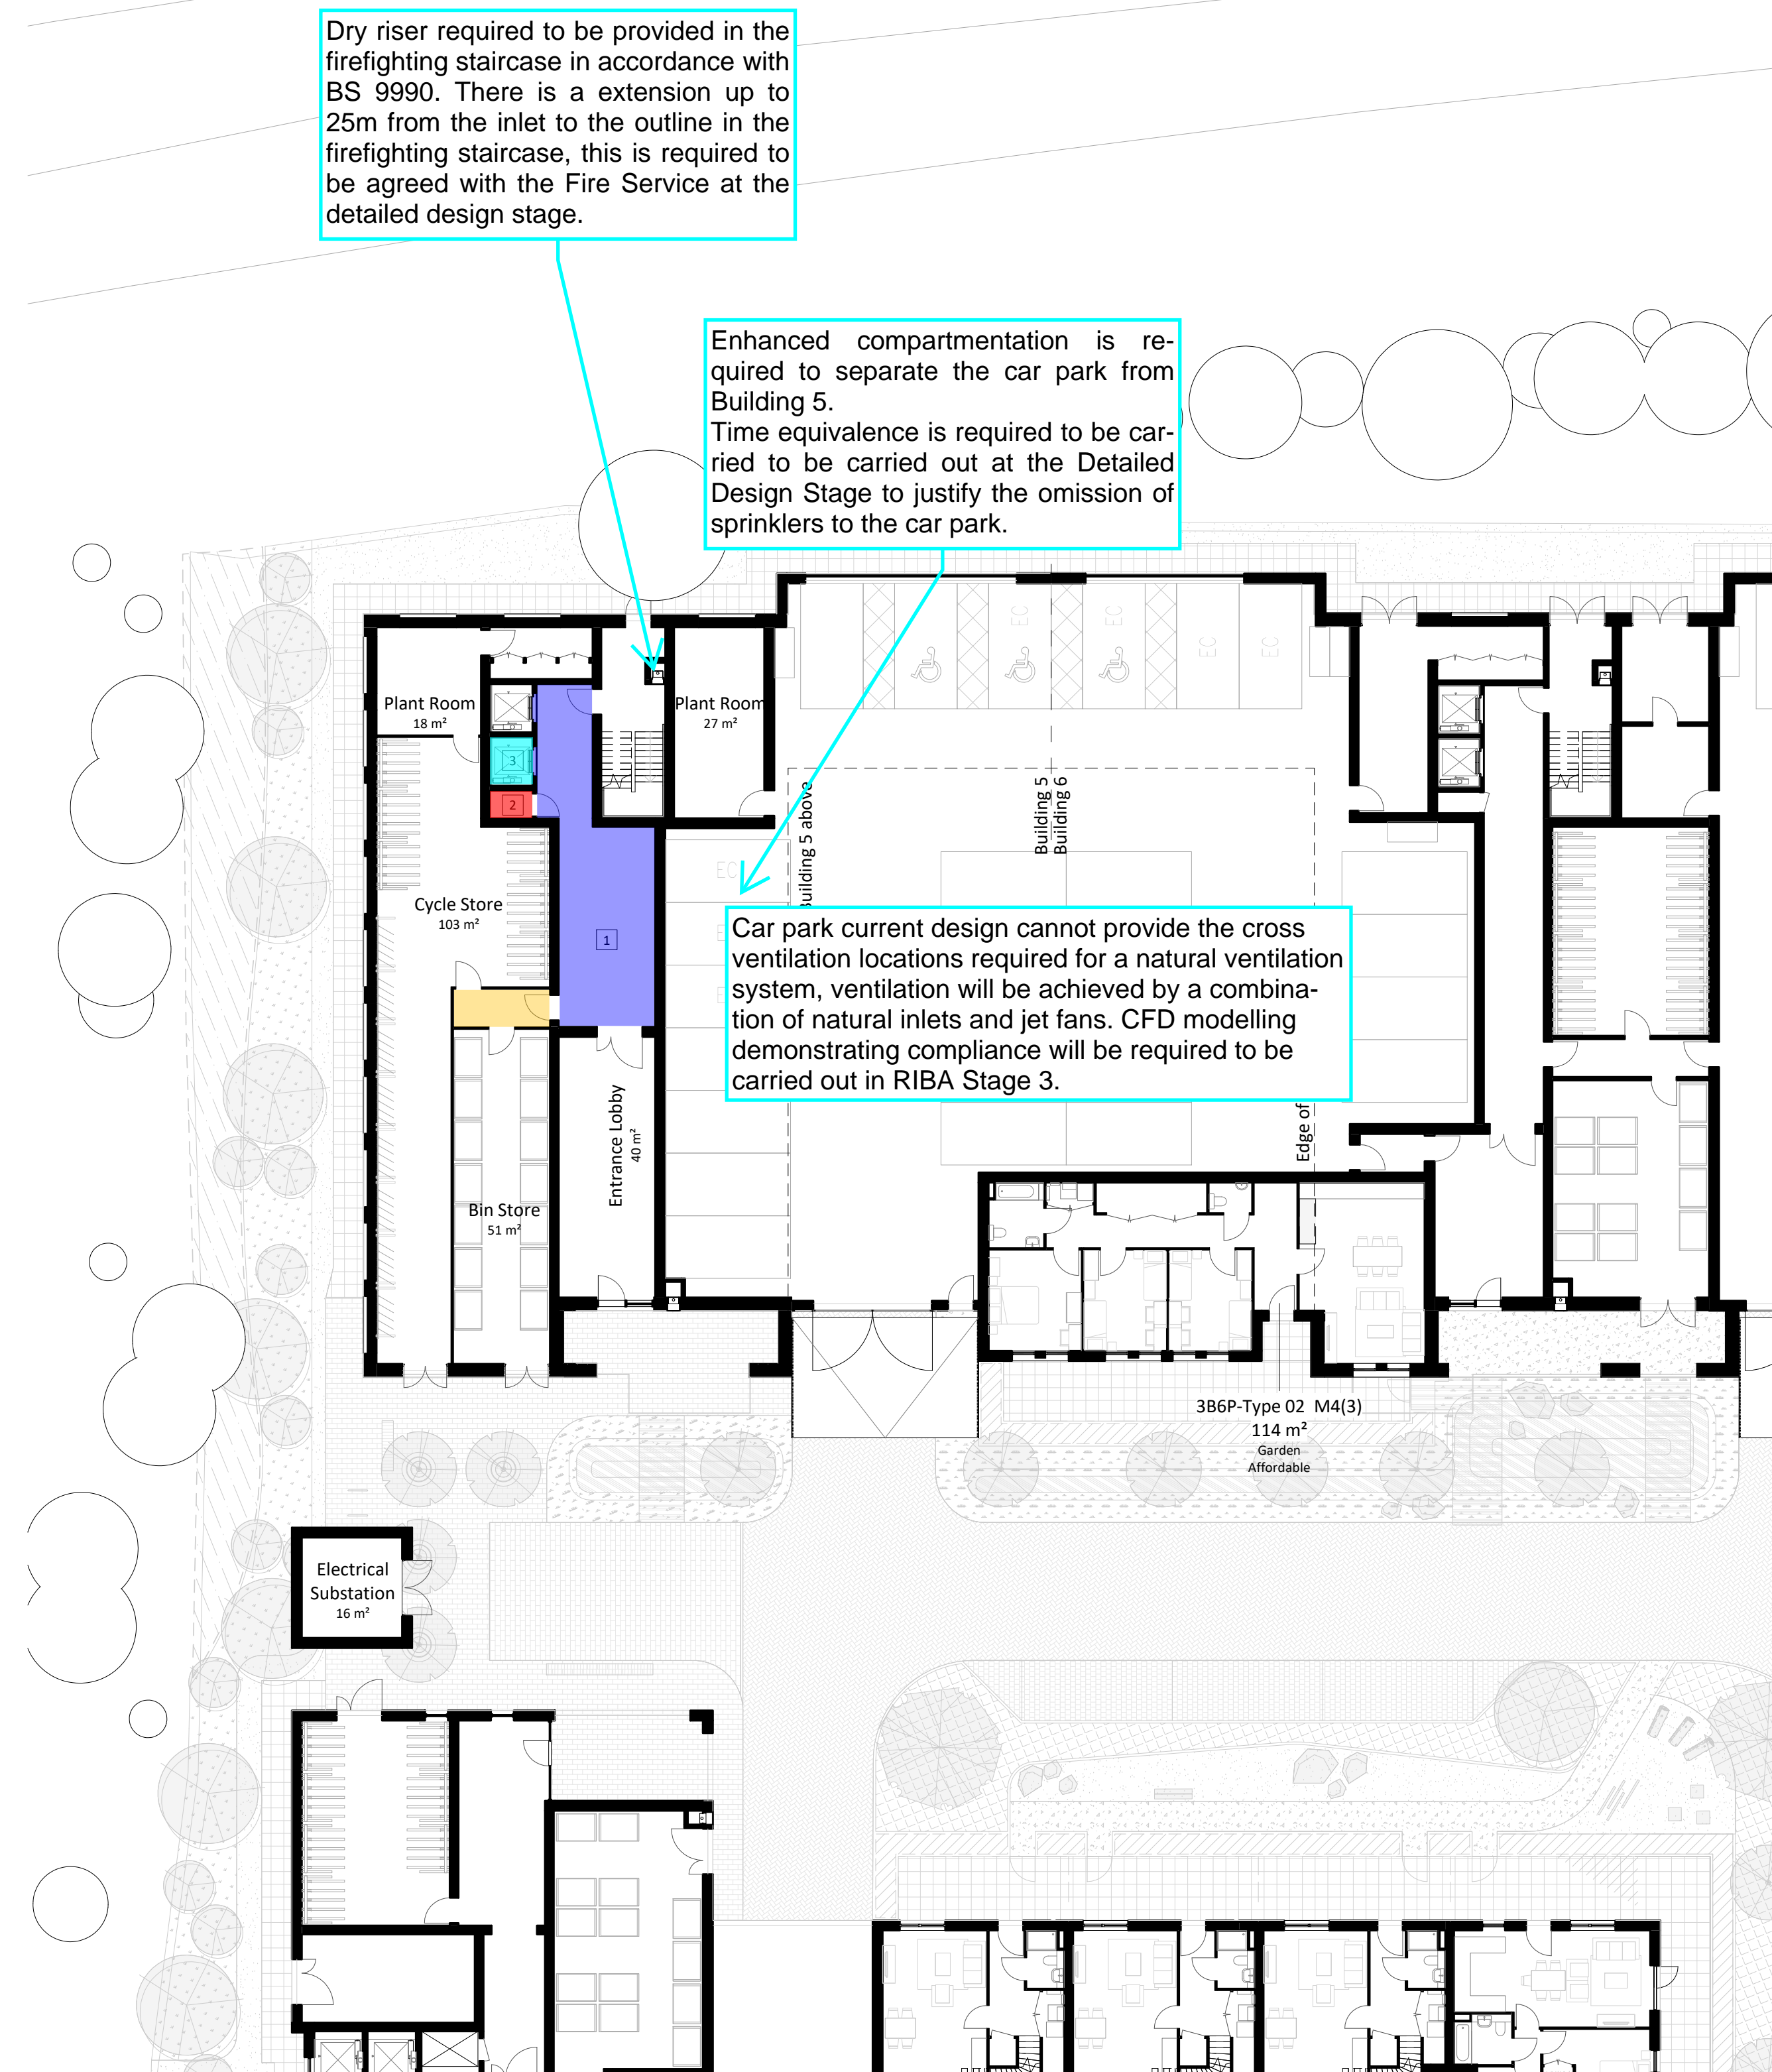 Dry riser required to be provided in the
firefighting staircase in accordance with
BS 9990. There is a extension up to
25m from the inlet to the outline in the
firefighting staircase, this is required to
be agreed with the Fire Service at the
detailed design stage.
Enhanced compartmentation is re-
quired to separate the car park from
Building 5.
Time equivalence is required to be car-
ried to be carried out at the Detailed
Design Stage to justify the omission of
sprinklers to the car park.
EC
EC
EC
EC
Plant Room
18 m²
Plant Room
27 m²
3
2
Building 5 above
Building 5
Building 6
EC
Cycle Store
103 m²
1
Car park current design cannot provide the cross
ventilation locations required for a natural ventilation
system, ventilation will be achieved by a combina-
tion of natural inlets and jet fans. CFD modelling
demonstrating compliance will be required to be
carried out in RIBA Stage 3.
Entrance Lobby
40 m²
Edge of
Bin Store
51 m²
3B6P-Type 02 M4(3)
114 m²
Garden
Affordable
Electrical
Substation
16 m²